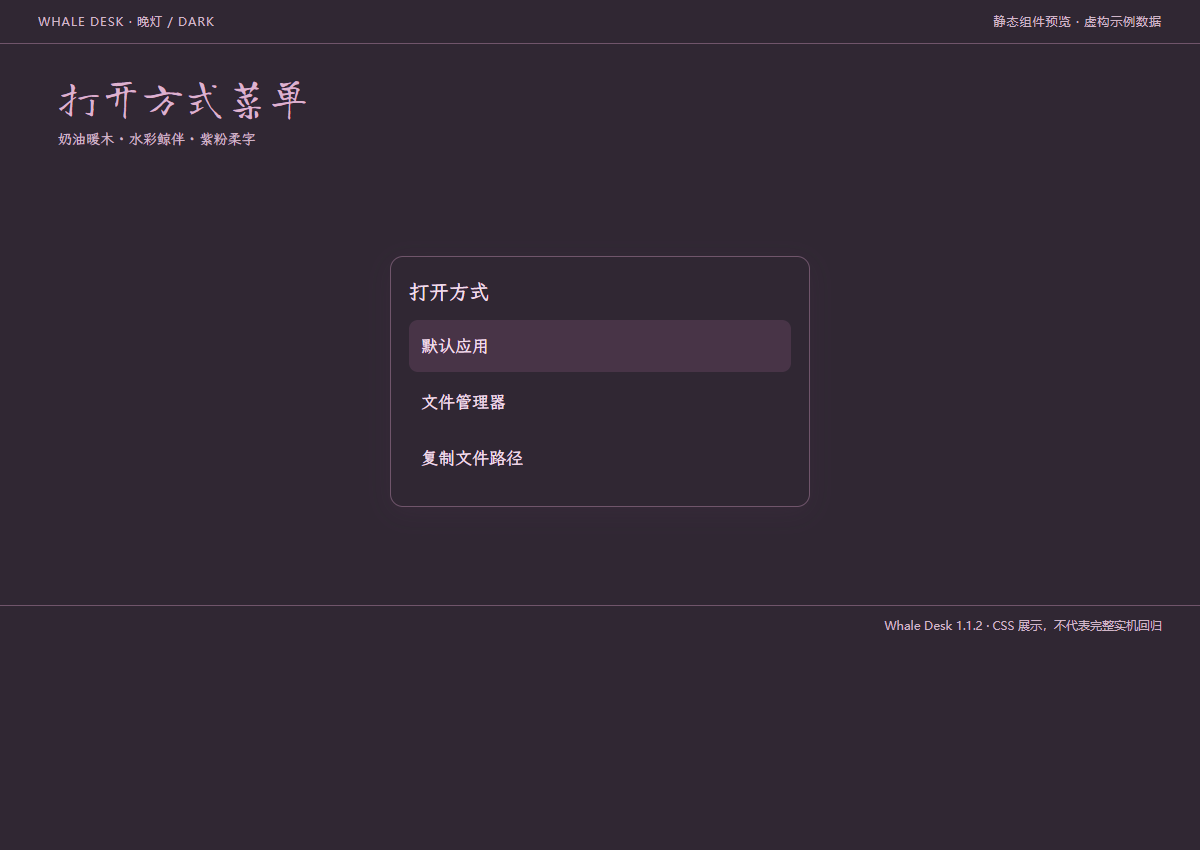 WHALE DESK · 晚灯 / DARK
静态组件预览 · 虚构示例数据
打开方式菜单
奶油暖木 · 水彩鲸伴 · 紫粉柔字
打开方式
默认应用
文件管理器
复制文件路径
Whale Desk 1.1.2 · CSS 展示，不代表完整实机回归